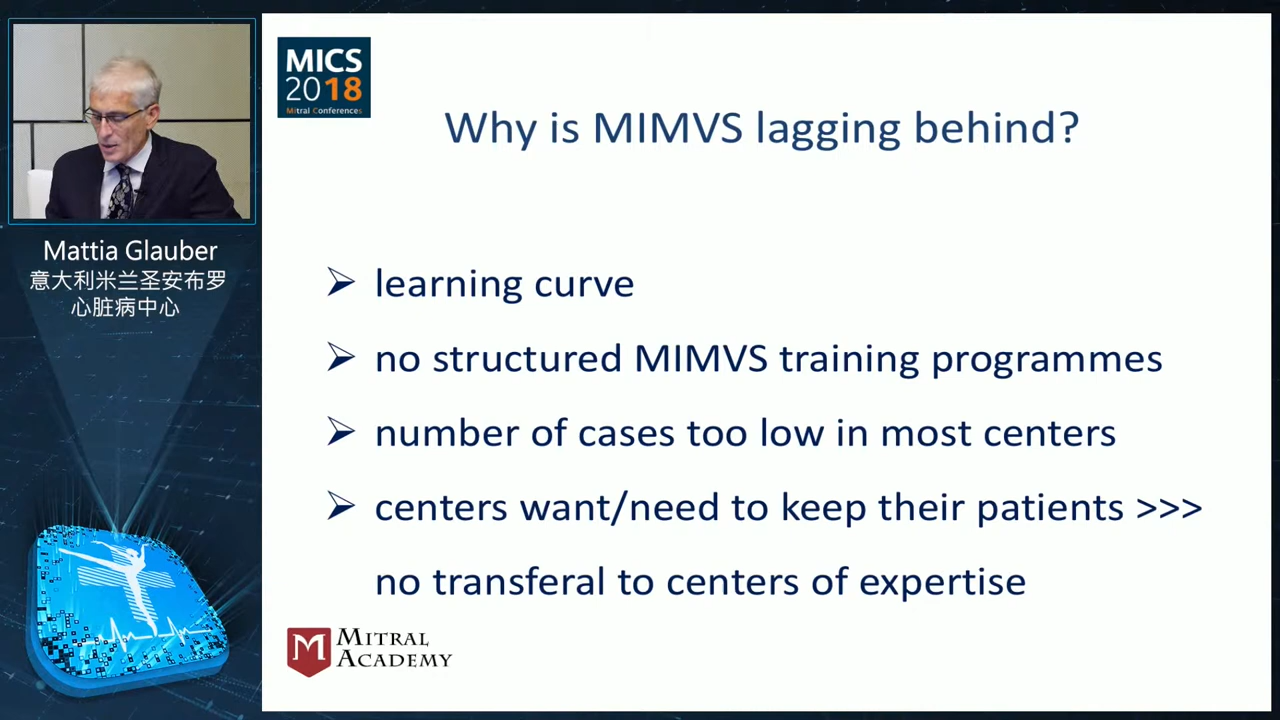 MICS
2018
Mitral Conferences
Why is MIMVS lagging behind?
Mattia Glauber
意大利米兰圣安布罗
心脏病中心
learning curve
no structured MIMVS training programmes
number of cases too low in most centers
centers want/need to keep their patients >>>
no transferal to centers of expertise
M MITRAL
ACADEMY